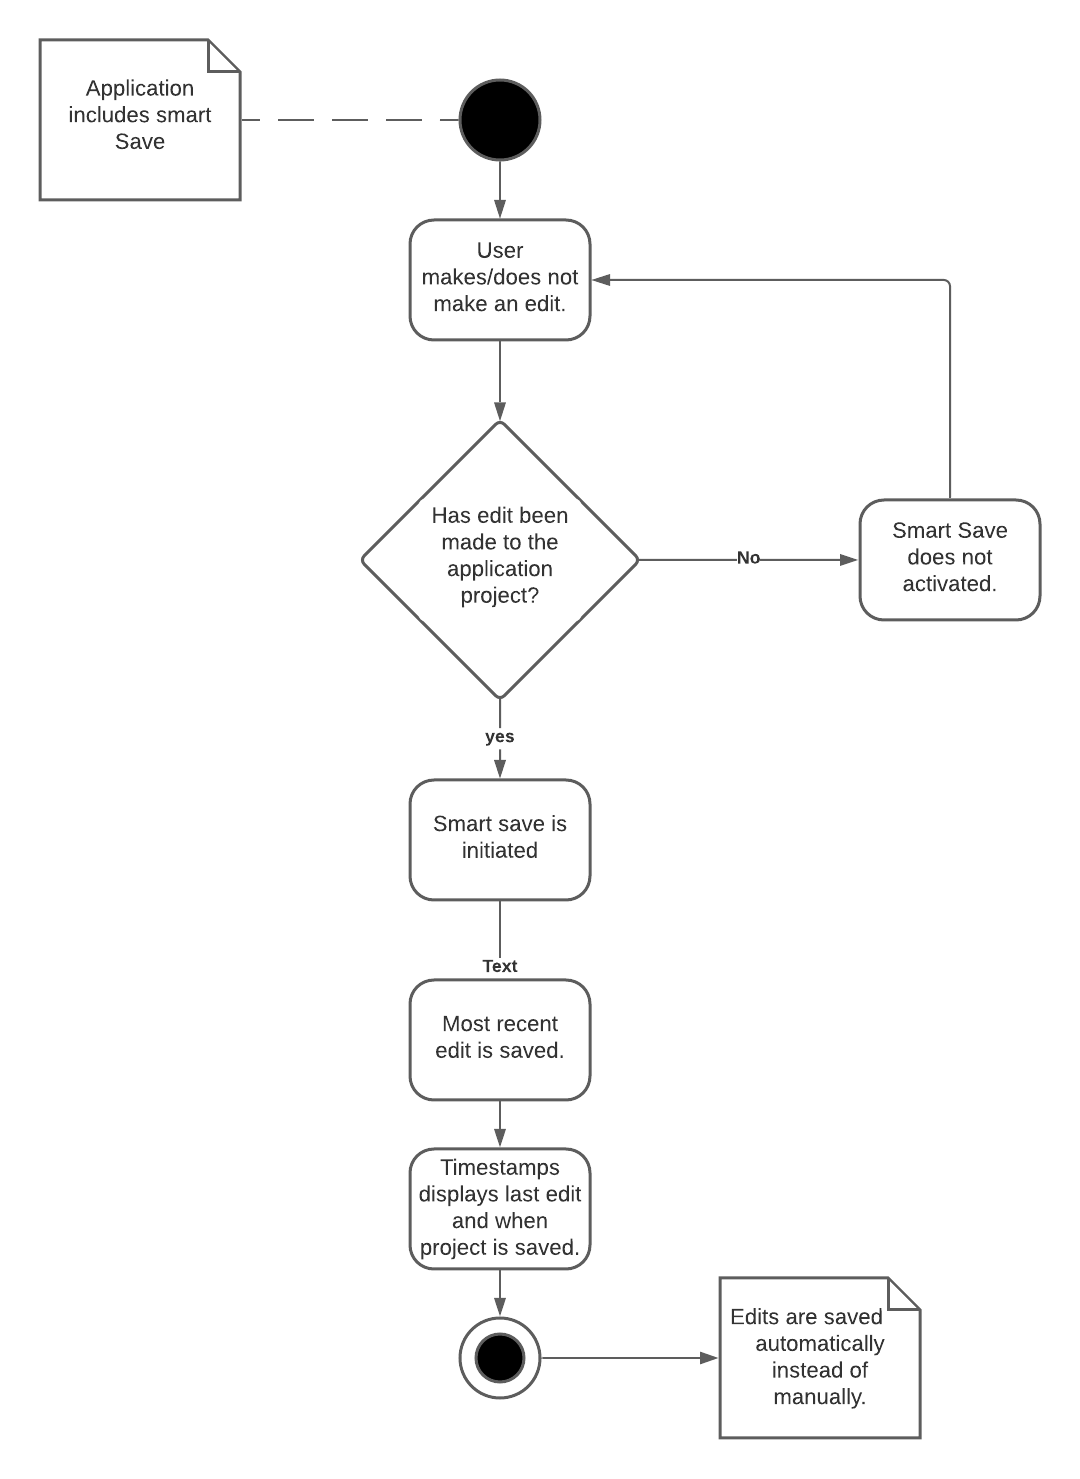 Application
includes smart
Save
User
makes/does not
make an edit.
Has edit been
made to the
application
project?
No
Smart Save
does not
activated.
yes
Smart save is
initiated
Text
Most recent
edit is saved.
Timestamps
displays last edit
and when
project is saved.
Edits are saved
automatically
instead of
manually.